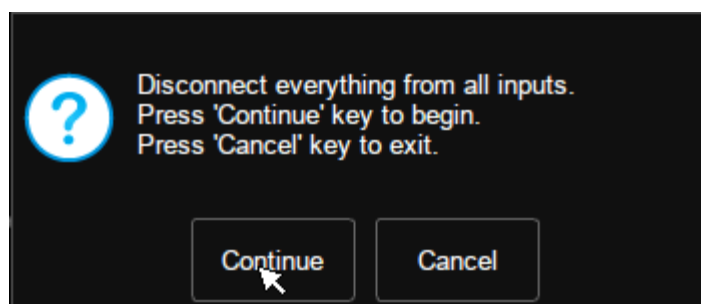 Disconnect everything from all inputs.
Press 'Continue' key to begin.
Press 'Cancel' key to exit.
Continue
Cancel